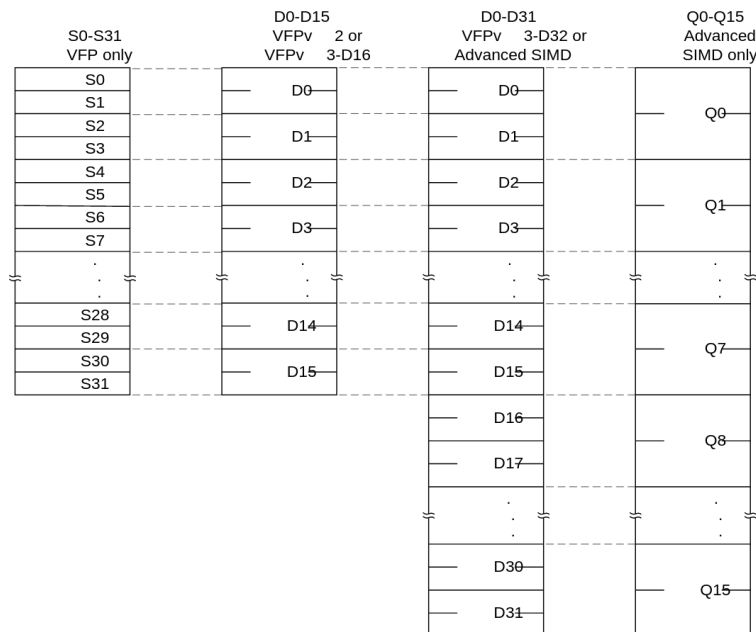 S0-S31
VFP only
D0-D15
VFPv 2 or
VFPv 3-D16
D0-D31
VFPv 3-D32 or
Advanced SIMD
Q0-Q15
Advanced
SIMD only
S0
S1
S2
S3
S4
S5
S6
S7
S28
S29
S30
S31
D0
D1
D2
D3
D14
D15
D0
D1
D2
D3
D14
D15
D16
D17
D30
D31
Q0
Q1
Q7
Q8
Q15